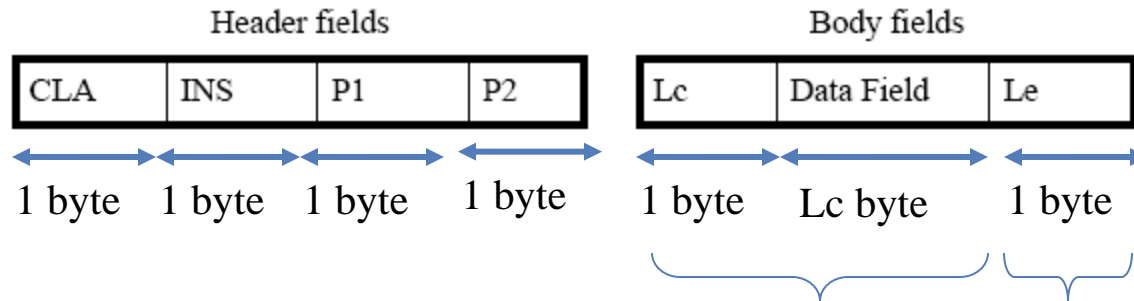 Header fields Body fields
CLA INS P1 P2 Lc Data Field Le
1 byte 1 byte 1 byte 1 byte 1 byte Lc byte 1 byte